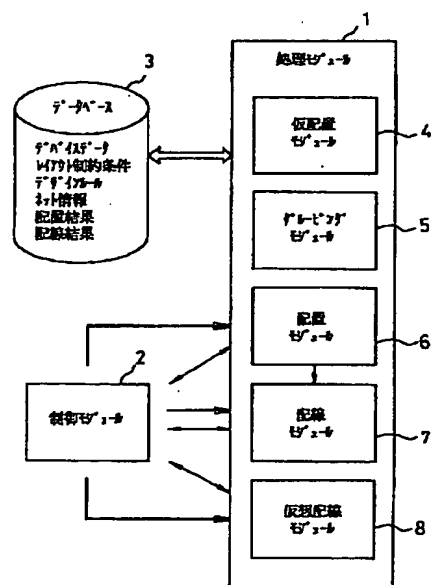 1
処理モジュール
3
データベース
デバイスデータ
レイアウト制約条件
デザインルール
ネット情報
配置結果
配線結果
仮配置
モジュール
4
グルーピング
モジュール
5
配置
モジュール
6
2
制御モジュール
配線
モジュール
7
仮想配線
モジュール
8